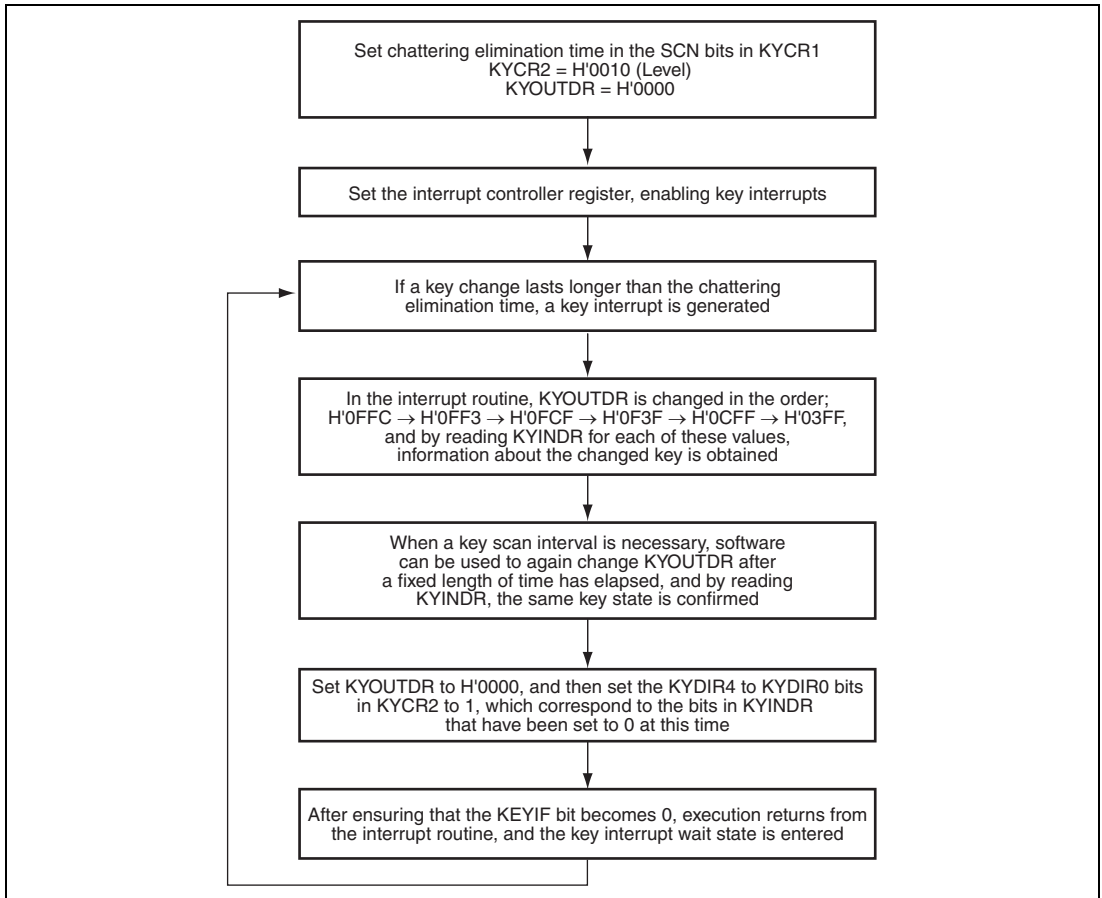 Set chattering elimination time in the SCN bits in KYCR1
KYCR2 = H'0010 (Level)
KYOUTDR = H'0000
Set the interrupt controller register, enabling key interrupts
If a key change lasts longer than the chattering
elimination time, a key interrupt is generated
In the interrupt routine, KYOUTDR is changed in the order;
H'0FFC → H'0FF3 → H'0FCF → H'0F3F → H'0CFF → H'03FF,
and by reading KYINDR for each of these values,
information about the changed key is obtained
When a key scan interval is necessary, software
can be used to again change KYOUTDR after
a fixed length of time has elapsed, and by reading
KYINDR, the same key state is confirmed
Set KYOUTDR to H'0000, and then set the KYDIR4 to KYDIR0 bits
in KYCR2 to 1, which correspond to the bits in KYINDR
that have been set to 0 at this time
After ensuring that the KEYIF bit becomes 0, execution returns from
the interrupt routine, and the key interrupt wait state is entered